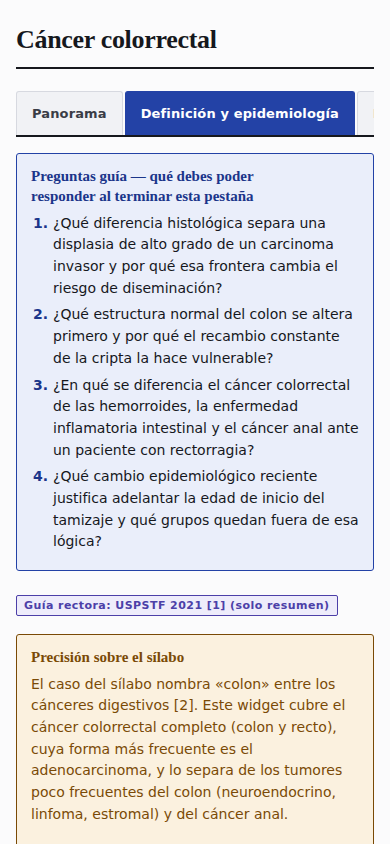 Cáncer colorrectal
Panorama
Definición y epidemiología
Preguntas guía — qué debes poder
responder al terminar esta pestaña
1. ¿Qué diferencia histológica separa una
displasia de alto grado de un carcinoma
invasor y por qué esa frontera cambia el
riesgo de diseminación?
2. ¿Qué estructura normal del colon se altera
primero y por qué el recambio constante
de la cripta la hace vulnerable?
3. ¿En qué se diferencia el cáncer colorrectal
de las hemorroides, la enfermedad
inflamatoria intestinal y el cáncer anal ante
un paciente con rectorragia?
4. ¿Qué cambio epidemiológico reciente
justifica adelantar la edad de inicio del
tamizaje y qué grupos quedan fuera de esa
lógica?
Guía rectora: USPSTF 2021 [1] (solo resumen)
Precisión sobre el sílabo
El caso del sílabo nombra «colon» entre los
cánceres digestivos [2]. Este widget cubre el
cáncer colorrectal completo (colon y recto),
cuya forma más frecuente es el
adenocarcinoma, y lo separa de los tumores
poco frecuentes del colon (neuroendocrino,
linfoma, estromal) y del cáncer anal.